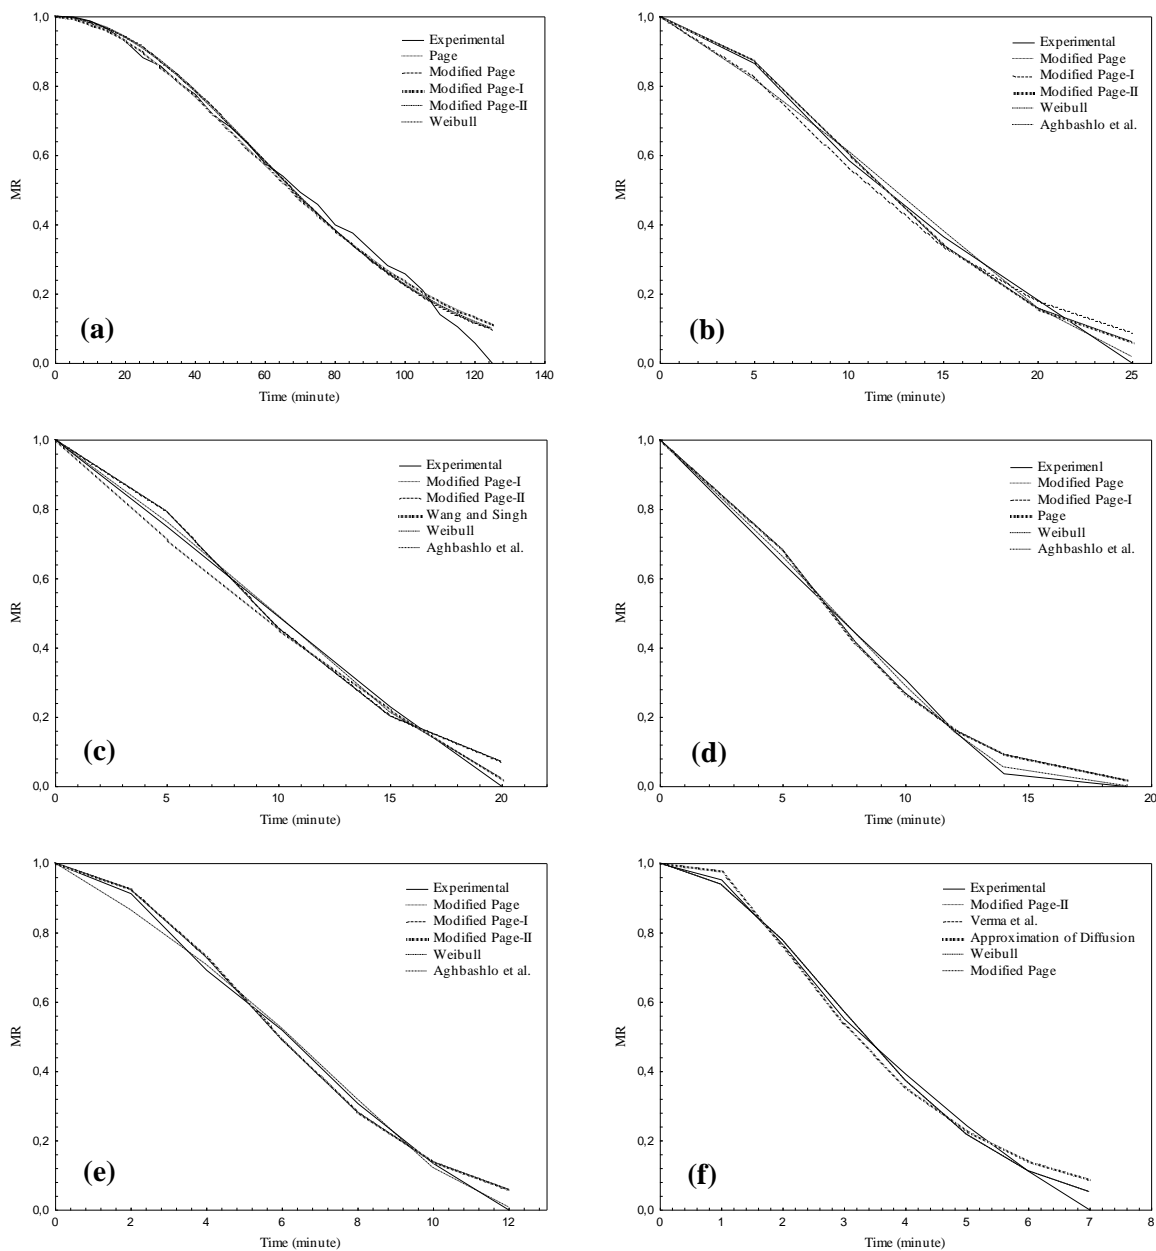 1,0
0,8
0,6
0,4
0,2
0,0
MR
Experimental
Page
Modified Page
Modified Page-I
Modified Page-II
Weibull
(a)
0 20 40 60 80 100 120 140
Time (minute)
1,0
0,8
0,6
0,4
0,2
0,0
MR
Experimental
Modified Page
Modified Page-I
Modified Page-II
Weibull
Aghbashlo et al.
(b)
0 5 10 15 20 25
Time (minute)
1,0
0,8
0,6
0,4
0,2
0,0
MR
Experimental
Modified Page-I
Modified Page-II
Wang and Singh
Weibull
Aghbashlo et al.
(c)
0 5 10 15 20
Time (minute)
1,0
0,8
0,6
0,4
0,2
0,0
MR
Experimenl
Modified Page
Modified Page-I
Page
Weibull
Aghbashlo et al.
(d)
0 5 10 15 20
Time (minute)
1,0
0,8
0,6
0,4
0,2
0,0
MR
Experimental
Modified Page
Modified Page-I
Modified Page-II
Weibull
Aghbashlo et al.
(e)
0 2 4 6 8 10 12
Time (minute)
1,0
0,8
0,6
0,4
0,2
0,0
MR
Experimental
Modified Page-II
Verma et al.
Approximation of Diffusion
Weibull
Modified Page
(f)
0 1 2 3 4 5 6 7 8
Time (minute)